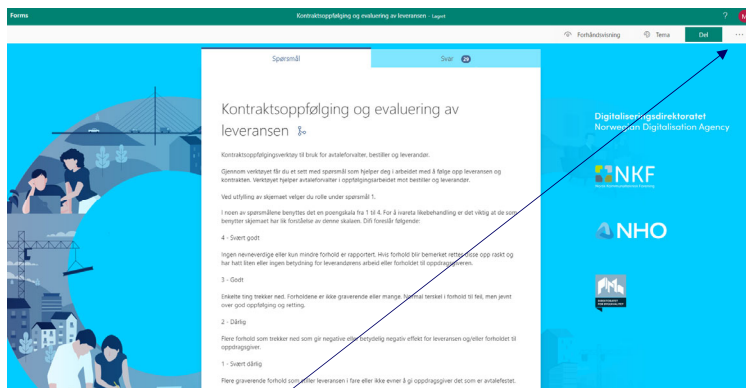 Forms
Kontraktsoppfølging og evaluering av leveransen - Lagret
?
Forhåndsvisning
Tema
Del
...
Spørsmål
Svar 29
Kontraktsoppfølging og evaluering av
leveransen
Kontraktsoppfølgingsverktøy til bruk for avtaleforvalter, bestiller og leverandør.
Gjennom verktøyet får du et sett med spørsmål som hjelper deg i arbeidet med å følge opp leveransen og
kontrakten. Verktøyet hjelper avtaleforvalter i oppfølgingsarbeidet mot bestiller og leverandør.
Ved utfylling av skjemaet velger du rolle under spørsmål 1.
I noen av spørsmålene benyttes det en poengskala fra 1 til 4. For å ivareta likebehandling er det viktig at de som
benytter skjemaet har lik forståelse av denne skalaen. Difi foreslår følgende:
4 - Svært godt
Ingen nevneverdige eller kun mindre forhold er rapportert. Hvis forhold blir bemerket rettes disse opp raskt og
har hatt liten eller ingen betydning for leverandørens arbeid eller forholdet til oppdragsgiveren.
3 - Godt
Enkelte ting trekker ned. Forholdene er ikke graverende eller mange. Normal terskel i forhold til feil, men jevnt
over god oppfølging og retting.
2 - Dårlig
Flere forhold som trekker ned som gir negative eller betydelig negativ effekt for leveransen og/eller forholdet til
oppdragsgiver.
1 - Svært dårlig
Flere graverende forhold som stiller leveransen i fare eller ikke evner å gi oppdragsgiver det som er avtalefestet.
Digitaliseringsdirektoratet
Norwegian Digitalisation Agency
NKF
NHO